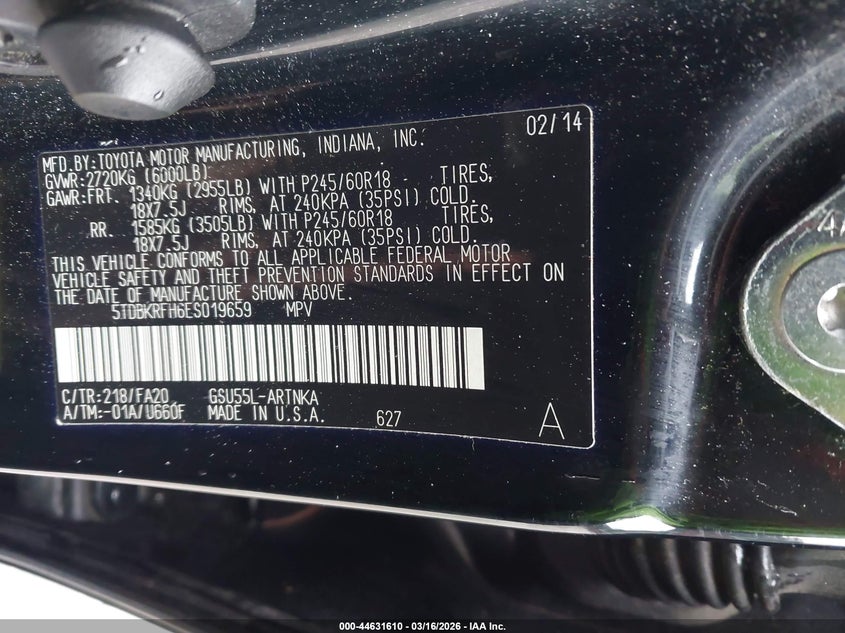 02/14
MFD.BY:TOYOTA MOTOR MANUFACTURING, INDIANA, INC.
GVWR:2720KG (6000LB)
GAWR:FRT. 1340KG (2955LB) WITH P245/60R18 TIRES,
18X7.5J RIMS, AT 240KPA (35PSI) COLD.
RR. 1585KG (3505LB) WITH P245/60R18 TIRES,
18X7.5J RIMS, AT 240KPA (35PSI) COLD.
THIS VEHICLE CONFORMS TO ALL APPLICABLE FEDERAL MOTOR
VEHICLE SAFETY AND THEFT PREVENTION STANDARDS IN EFFECT ON
THE DATE OF MANUFACTURE SHOWN ABOVE.
5TDBKRFH6ES019659 MPV
C/TR:218/FA20 GSU55L-ARTNKA
A/TM:-01A/U660F MADE IN U.S.A. 627 A
000-44631610 - 03/16/2026 - IAA Inc.